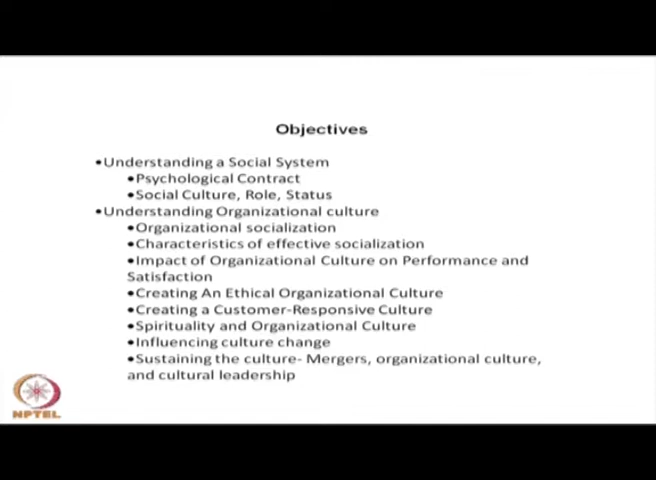 Objectives
•Understanding a Social System
•Psychological Contract
•Social Culture, Role, Status
•Understanding Organizational culture
•Organizational socialization
•Characteristics of effective socialization
•Impact of Organizational Culture on Performance and
Satisfaction
•Creating An Ethical Organizational Culture
•Creating a Customer-Responsive Culture
•Spirituality and Organizational Culture
•Influencing culture change
•Sustaining the culture- Mergers, organizational culture,
and cultural leadership
NPTEL